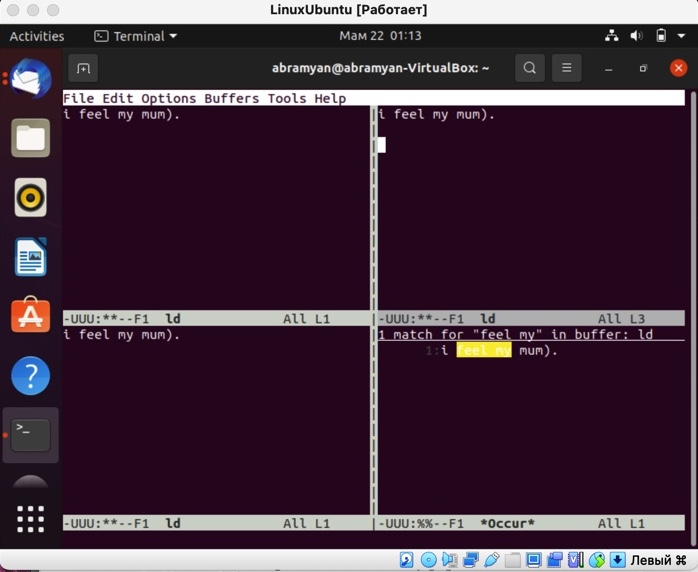 LinuxUbuntu [Работает]
Activities Terminal Мам 22 01:13
abramyan@abramyan-VirtualBox: ~
File Edit Options Buffers Tools Help
i feel my mum).
i feel my mum).
-UUU:**--F1 ld All L1
-UUU:**--F1 ld All L3
i feel my mum).
1 match for "feel my" in buffer: ld
1:i feel my mum).
-UUU:**--F1 ld All L1
-UUU:%%--F1 *Occur* All L1
Левый ⌘